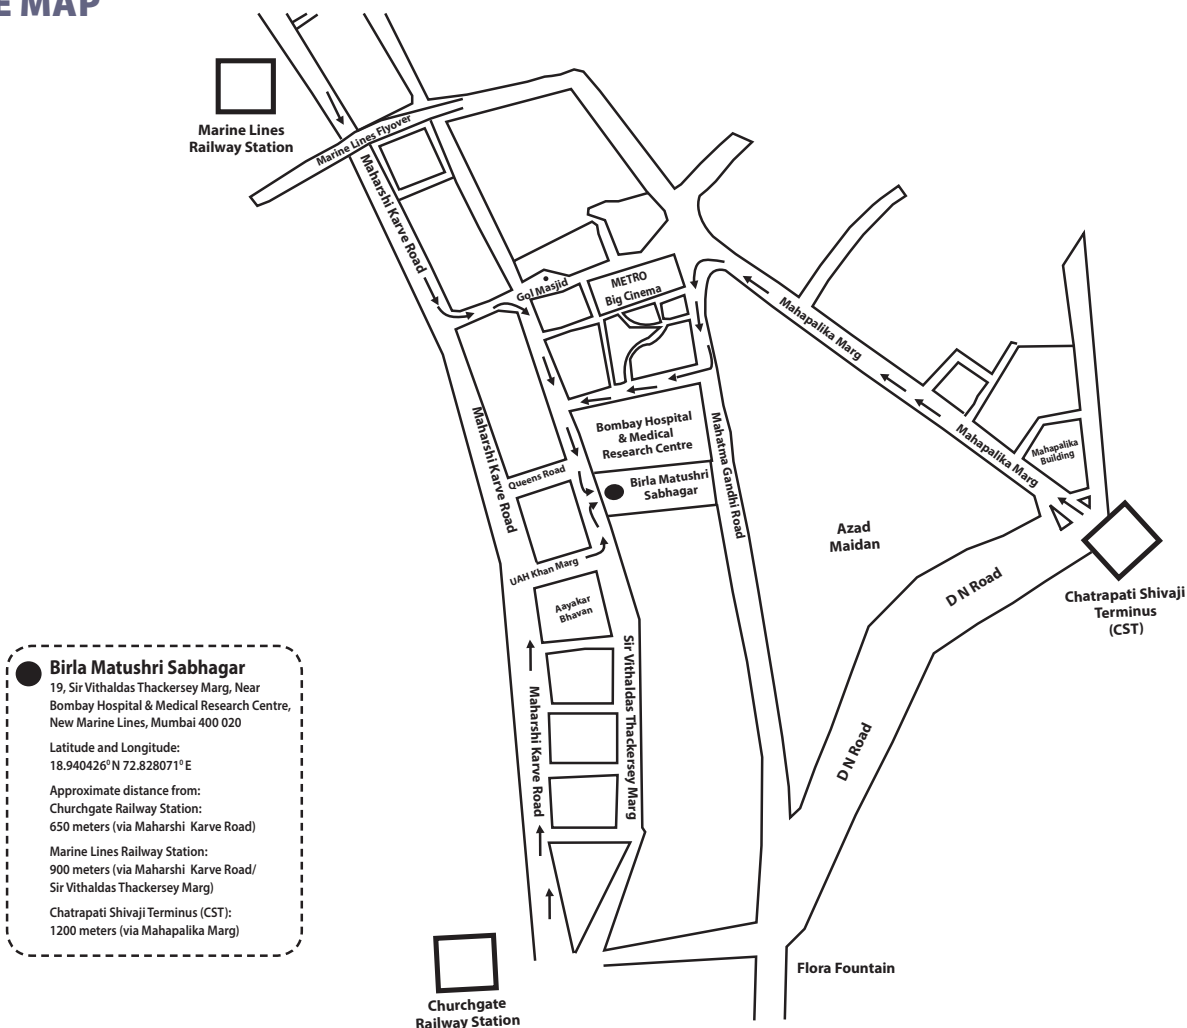 E MAP
Marine Lines
Railway Station
Marine Lines Flyover
Maharshi Karve Road
Gol Masjid
METRO
Big Cinema
Mahapalika Marg
Maharshi Karve Road
Bombay Hospital
& Medical
Research Centre
Mahatma Gandhi Road
Mahapalika Marg
Mahapalika
Building
Queens Road
Birla Matushri
Sabhagar
Azad
Maidan
UAH Khan Marg
D N Road
Chatrapati Shivaji
Terminus
(CST)
Aayakar
Bhavan
Sir Vithaldas Thackersey Marg
Maharshi Karve Road
D N Road
Birla Matushri Sabhagar
19, Sir Vithaldas Thackersey Marg, Near
Bombay Hospital & Medical Research Centre,
New Marine Lines, Mumbai 400 020
Latitude and Longitude:
18.940426⁰ N 72.828071⁰ E
Approximate distance from:
Churchgate Railway Station:
650 meters (via Maharshi Karve Road)
Marine Lines Railway Station:
900 meters (via Maharshi Karve Road/
Sir Vithaldas Thackersey Marg)
Chatrapati Shivaji Terminus (CST):
1200 meters (via Mahapalika Marg)
Flora Fountain
Churchgate
Railway Station